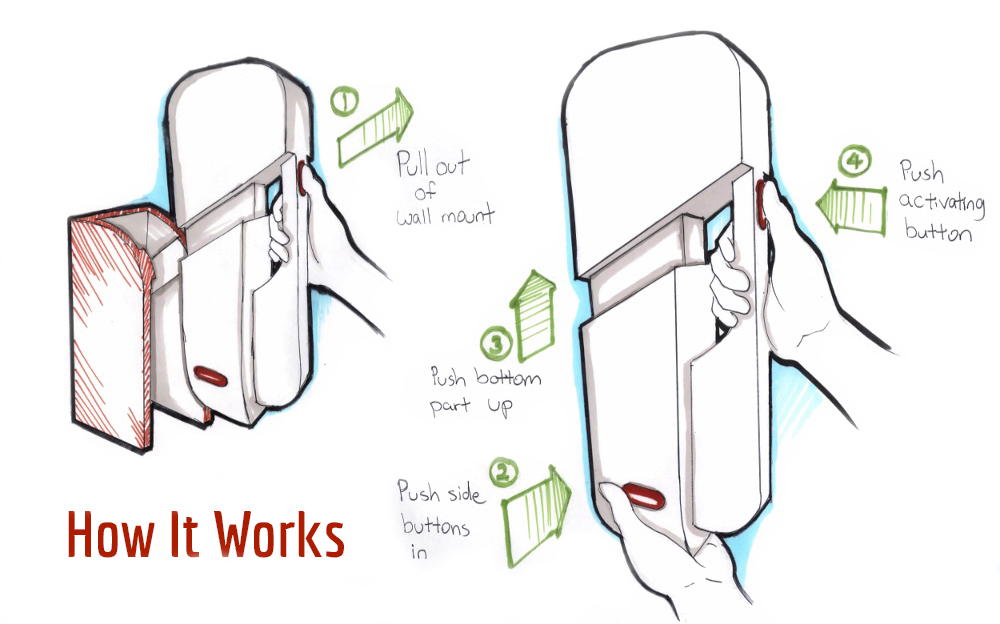 1
Pull out
of
wall mount
4
Push
activating
button
3
Push bottom
part up
2
Push side
buttons
in
How It Works